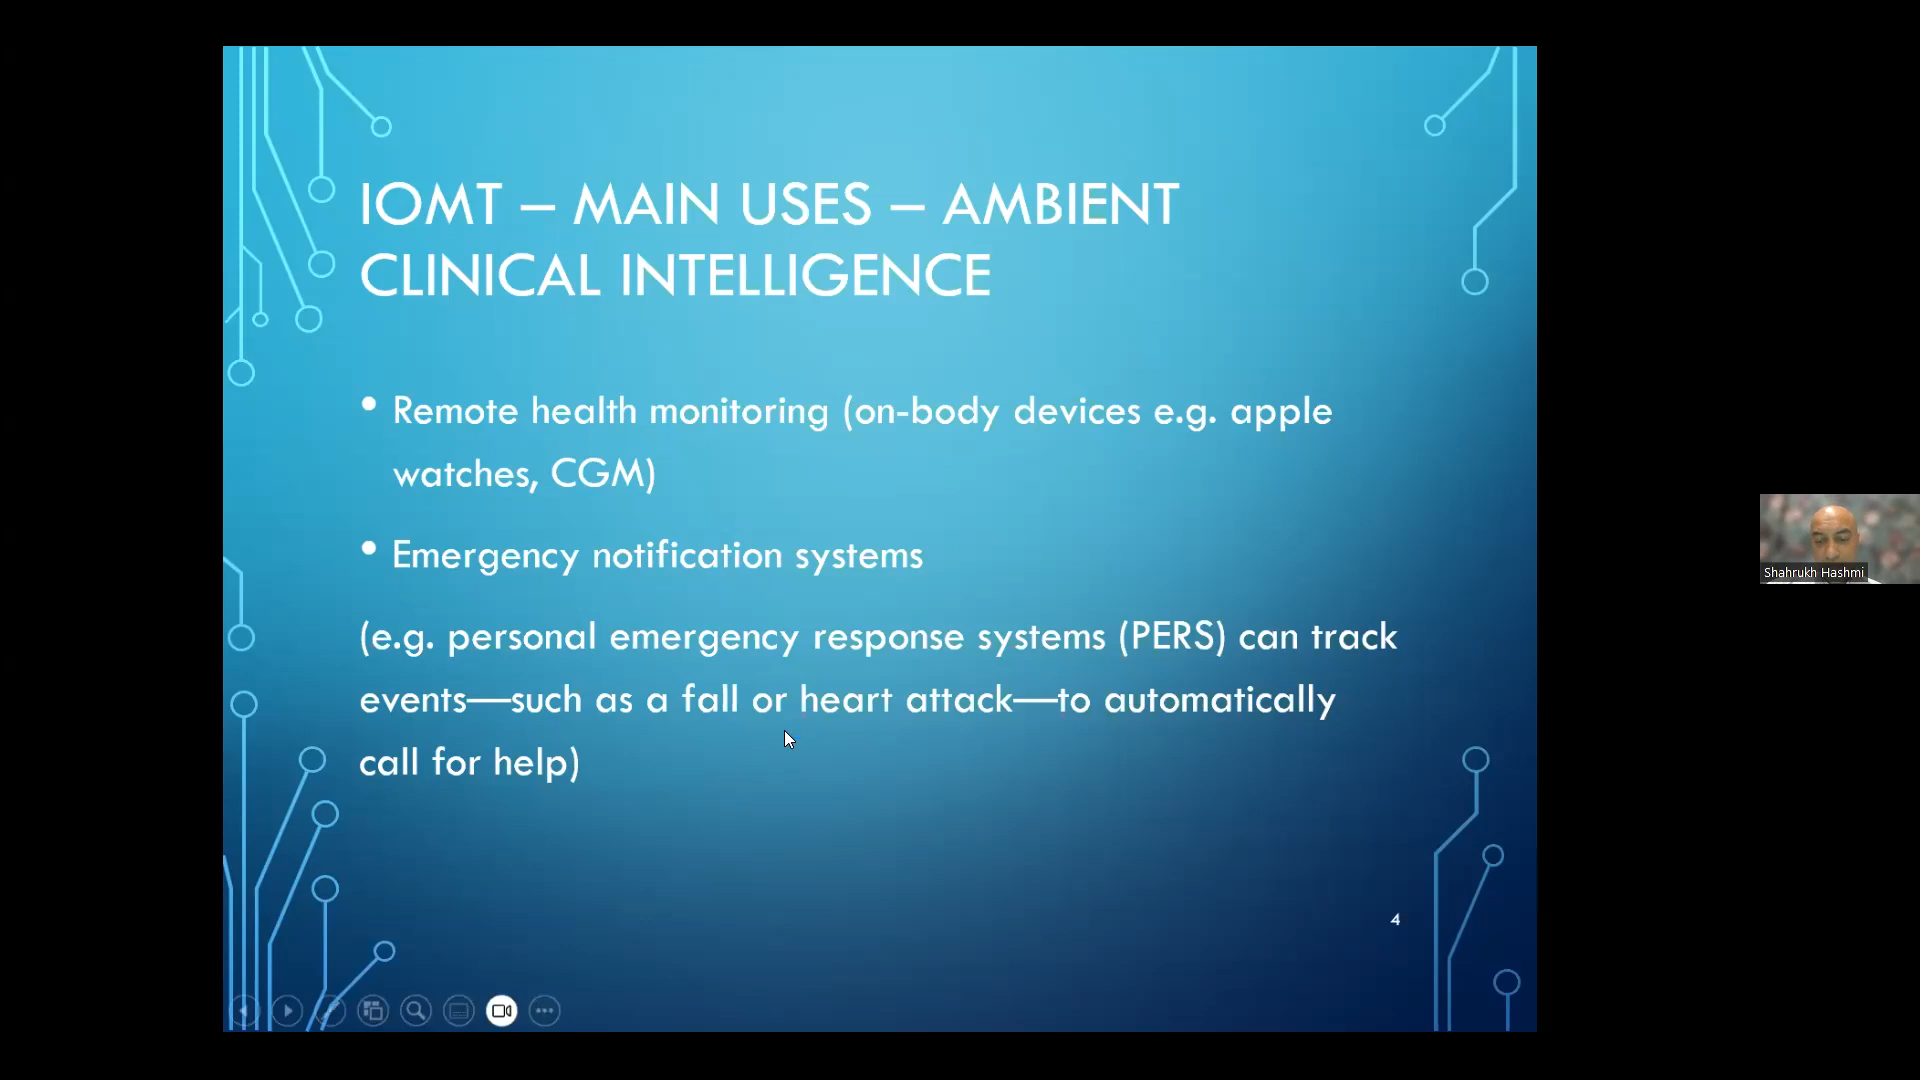 IOMT – MAIN USES – AMBIENT
CLINICAL INTELLIGENCE
• Remote health monitoring (on-body devices e.g. apple
watches, CGM)
• Emergency notification systems
(e.g. personal emergency response systems (PERS) can track
events—such as a fall or heart attack—to automatically
call for help)
4
Shahrukh Hashmi